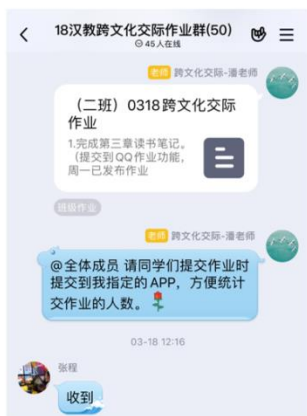 18汉教跨文化交际作业群(50)
45人在线
老师 跨文化交际-潘老师
（二班）0318跨文化交际
作业
1.完成第三章读书笔记。
（提交到QQ作业功能，
周一已发布作业
班级作业
老师 跨文化交际-潘老师
@全体成员 请同学们提交作业时
提交到我指定的APP，方便统计
交作业的人数。
03-18 12:16
张程
收到